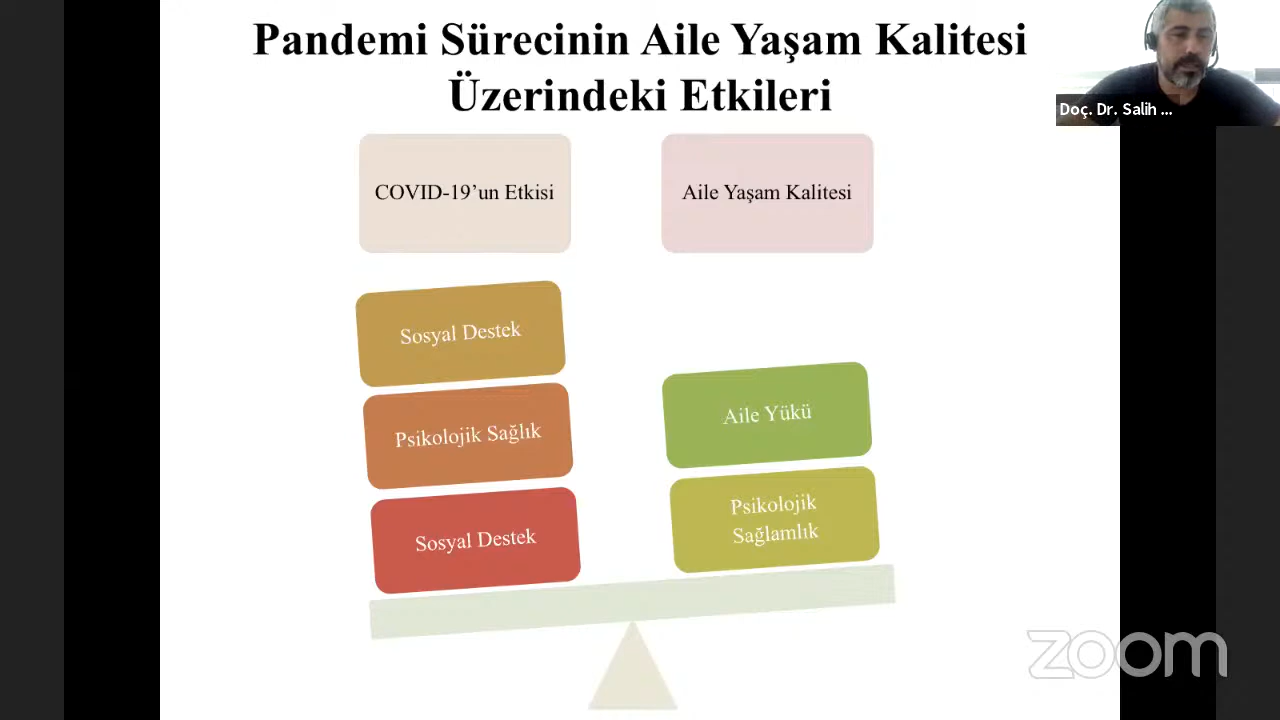 Pandemi Sürecinin Aile Yaşam Kalitesi
Üzerindeki Etkileri
Doç. Dr. Salih ...
COVID-19’un Etkisi
Aile Yaşam Kalitesi
Sosyal Destek
Psikolojik Sağlık
Sosyal Destek
Aile Yükü
Psikolojik
Sağlamlık
zoom